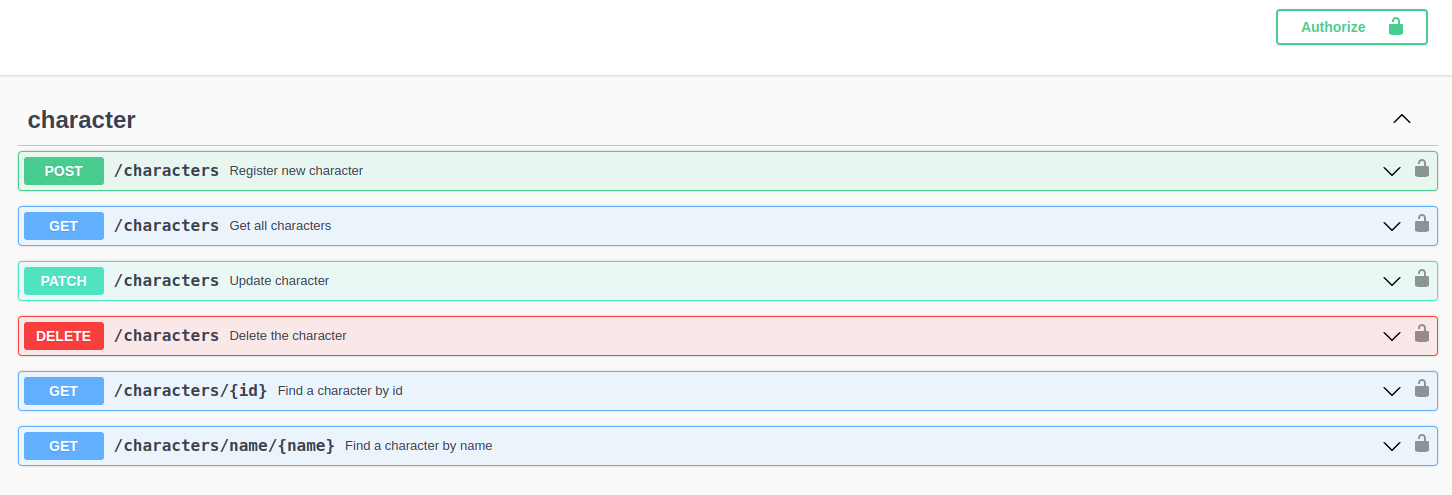 Authorize
character
POST /characters Register new character
GET /characters Get all characters
PATCH /characters Update character
DELETE /characters Delete the character
GET /characters/{id} Find a character by id
GET /characters/name/{name} Find a character by name